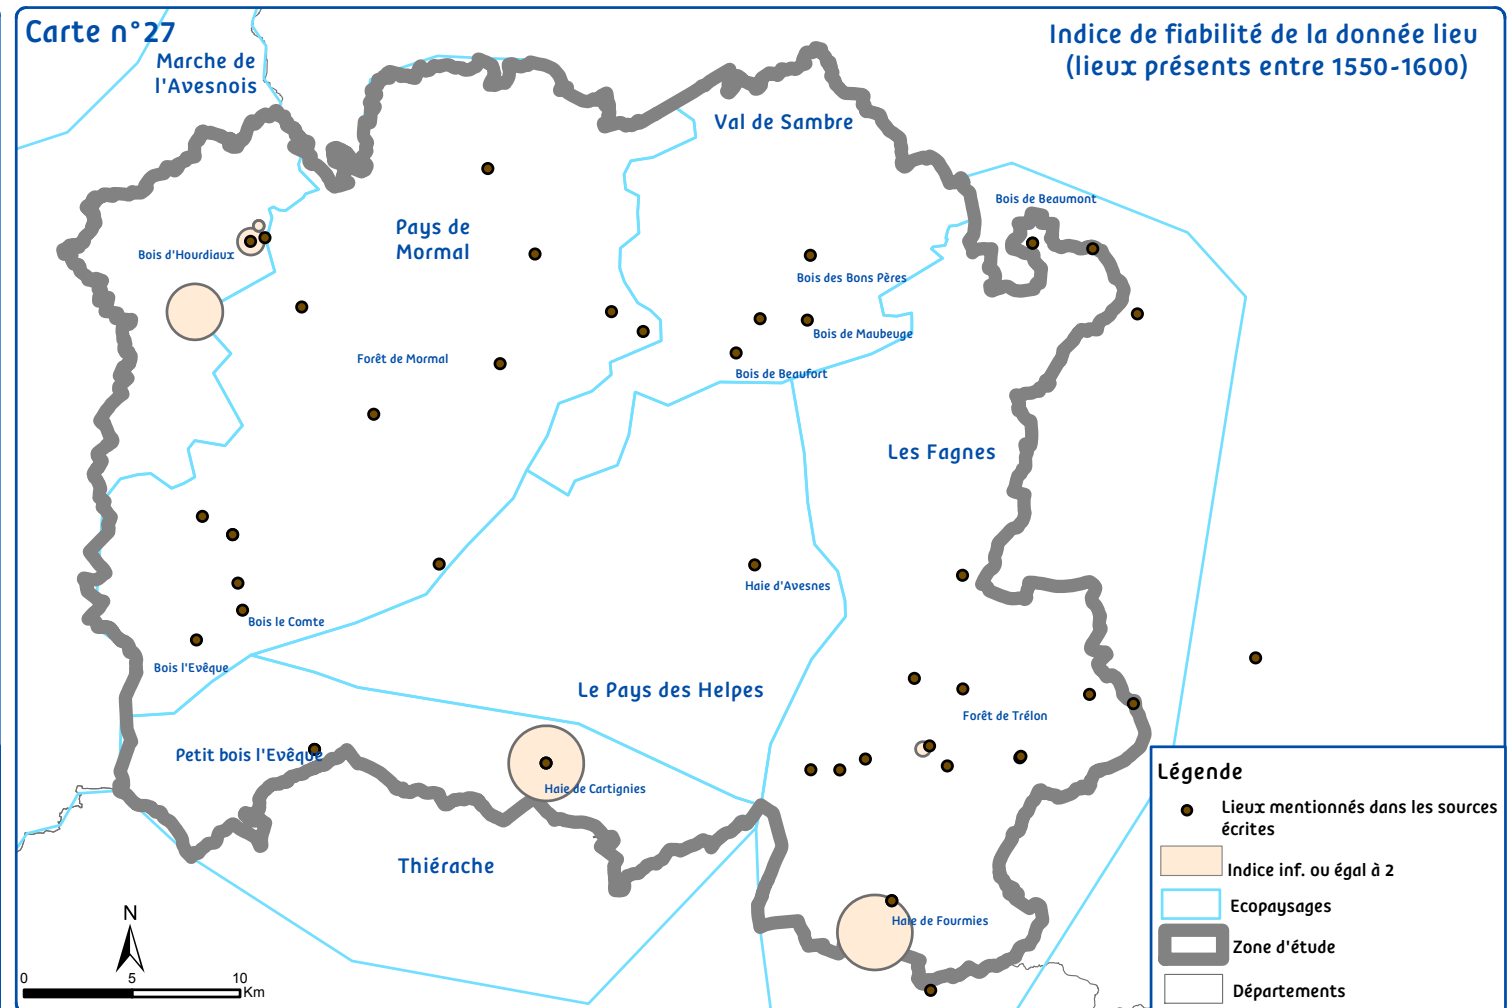 Carte n°27
Indice de fiabilité de la donnée lieu
(lieux présents entre 1550-1600)
Marche de
l'Avesnois
Val de Sambre
Bois de Beaumont
Pays de
Mormal
Bois d'Hourdiaux
Bois des Bons Pères
Bois de Maubeuge
Forêt de Mormal
Bois de Beaufort
Les Fagnes
Haie d'Avesnes
Bois le Comte
Bois l'Evêque
Le Pays des Helpes
Forêt de Trélon
Petit bois l'Evêque
Haie de Cartignies
Thiérache
Haie de Fourmies
Légende
Lieux mentionnés dans les sources
écrites
Indice inf. ou égal à 2
Ecopaysages
Zone d'étude
Départements
N
0 5 10
Km